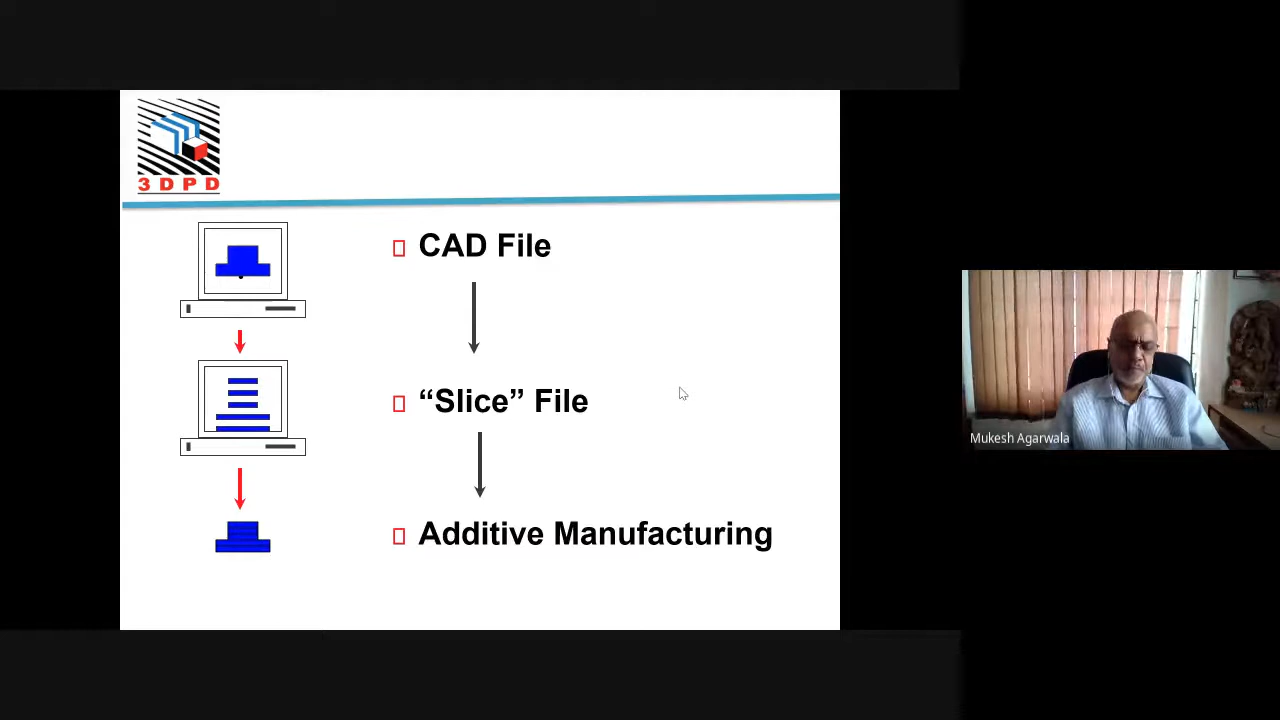 3DPD
CAD File
“Slice” File
Additive Manufacturing
Mukesh Agarwala